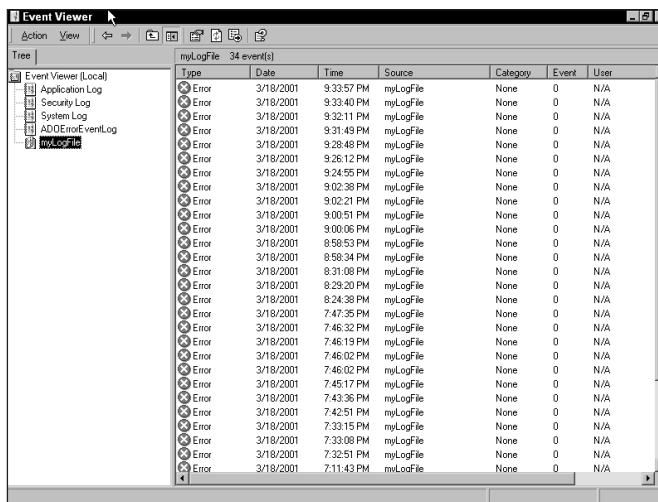 Event Viewer
Action View
Tree
myLogFile 34 event(s)
Event Viewer (Local)
Application Log
Security Log
System Log
ADOErrorEventLog
myLogFile
Type Date Time Source Category Event User
Error 3/18/2001 9:33:57 PM myLogFile None 0 N/A
Error 3/18/2001 9:33:40 PM myLogFile None 0 N/A
Error 3/18/2001 9:32:11 PM myLogFile None 0 N/A
Error 3/18/2001 9:31:49 PM myLogFile None 0 N/A
Error 3/18/2001 9:28:48 PM myLogFile None 0 N/A
Error 3/18/2001 9:26:12 PM myLogFile None 0 N/A
Error 3/18/2001 9:24:55 PM myLogFile None 0 N/A
Error 3/18/2001 9:02:38 PM myLogFile None 0 N/A
Error 3/18/2001 9:02:21 PM myLogFile None 0 N/A
Error 3/18/2001 9:00:51 PM myLogFile None 0 N/A
Error 3/18/2001 9:00:06 PM myLogFile None 0 N/A
Error 3/18/2001 8:58:53 PM myLogFile None 0 N/A
Error 3/18/2001 8:58:34 PM myLogFile None 0 N/A
Error 3/18/2001 8:31:08 PM myLogFile None 0 N/A
Error 3/18/2001 8:29:20 PM myLogFile None 0 N/A
Error 3/18/2001 8:24:38 PM myLogFile None 0 N/A
Error 3/18/2001 7:47:35 PM myLogFile None 0 N/A
Error 3/18/2001 7:46:32 PM myLogFile None 0 N/A
Error 3/18/2001 7:46:19 PM myLogFile None 0 N/A
Error 3/18/2001 7:46:02 PM myLogFile None 0 N/A
Error 3/18/2001 7:46:02 PM myLogFile None 0 N/A
Error 3/18/2001 7:45:17 PM myLogFile None 0 N/A
Error 3/18/2001 7:43:36 PM myLogFile None 0 N/A
Error 3/18/2001 7:42:51 PM myLogFile None 0 N/A
Error 3/18/2001 7:33:15 PM myLogFile None 0 N/A
Error 3/18/2001 7:33:08 PM myLogFile None 0 N/A
Error 3/18/2001 7:32:51 PM myLogFile None 0 N/A
Error 3/18/2001 7:11:43 PM myLogFile None 0 N/A